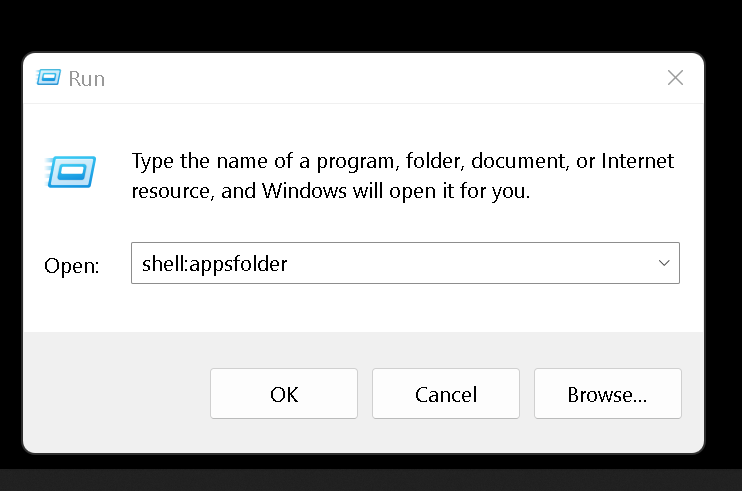 Run
Type the name of a program, folder, document, or Internet
resource, and Windows will open it for you.
Open:
shell:appsfolder
OK
Cancel
Browse...